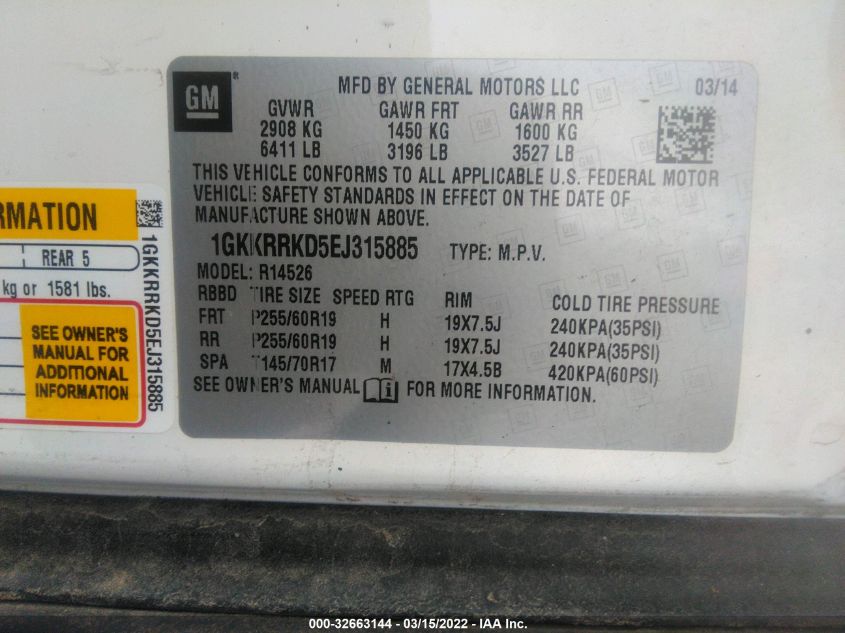 GM
MFD BY GENERAL MOTORS LLC 03/14
GVWR GAWR FRT GAWR RR
2908 KG 1450 KG 1600 KG
6411 LB 3196 LB 3527 LB
THIS VEHICLE CONFORMS TO ALL APPLICABLE U.S. FEDERAL MOTOR
VEHICLE SAFETY STANDARDS IN EFFECT ON THE DATE OF
MANUFACTURE SHOWN ABOVE.
1GKKRRKD5EJ315885 TYPE: M.P.V.
MODEL: R14526
RBBD TIRE SIZE SPEED RTG RIM COLD TIRE PRESSURE
FRT P255/60R19 H 19X7.5J 240KPA(35PSI)
RR P255/60R19 H 19X7.5J 240KPA(35PSI)
SPA T145/70R17 M 17X4.5B 420KPA(60PSI)
SEE OWNER'S MANUAL FOR MORE INFORMATION.
RMATION
REAR 5
kg or 1581 lbs.
SEE OWNER'S
MANUAL FOR
ADDITIONAL
INFORMATION
1GKKRRKD5EJ315885
000-32663144 - 03/15/2022 - IAA Inc.